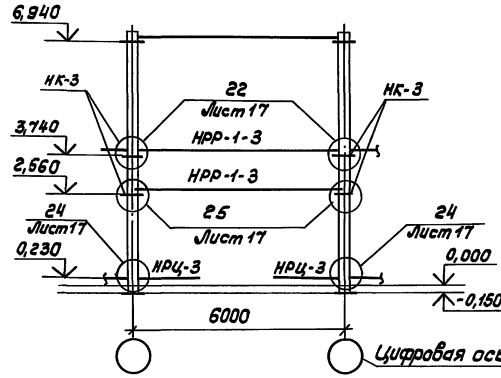 6,940
НК-3
22
Лист 17
НК-3
3,740
НРР-1-3
2,560
НРР-1-3
24
Лист 17
25
Лист 17
24
Лист 17
0,230
НРЦ-3
НРЦ-3
0,000
-0,150
6000
Цифровая ось